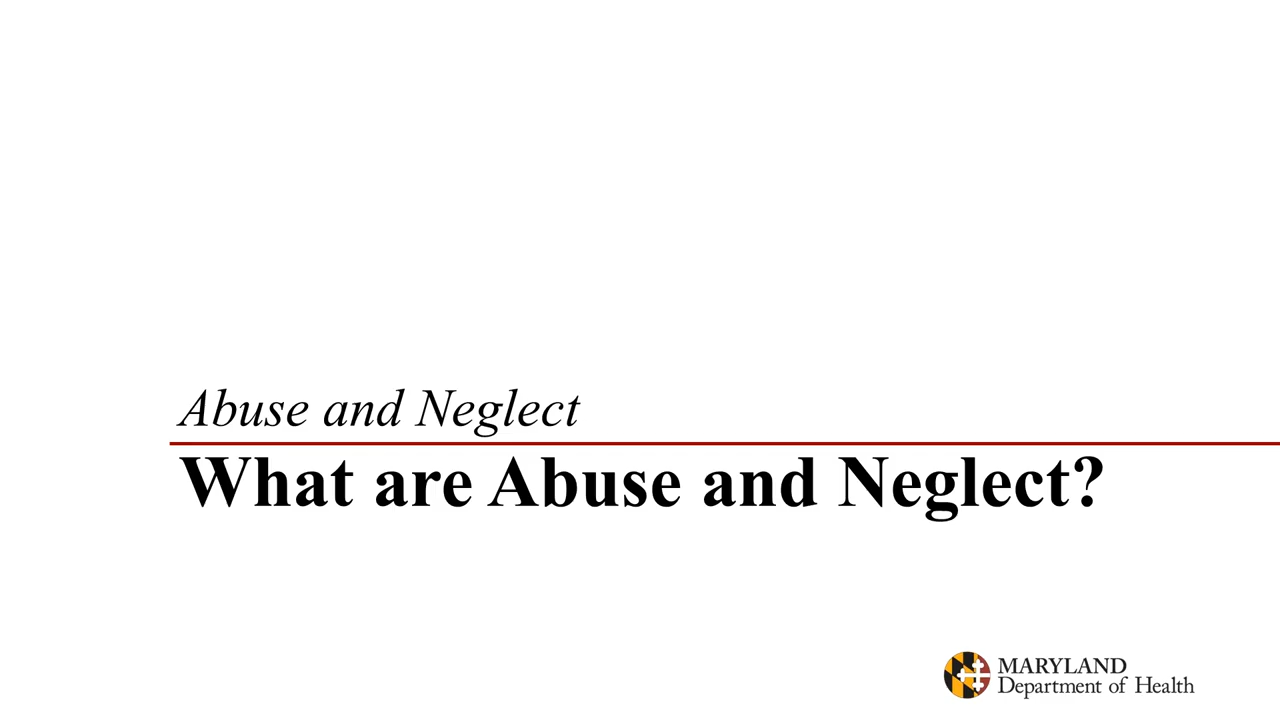 Abuse and Neglect
What are Abuse and Neglect?
MARYLAND
Department of Health